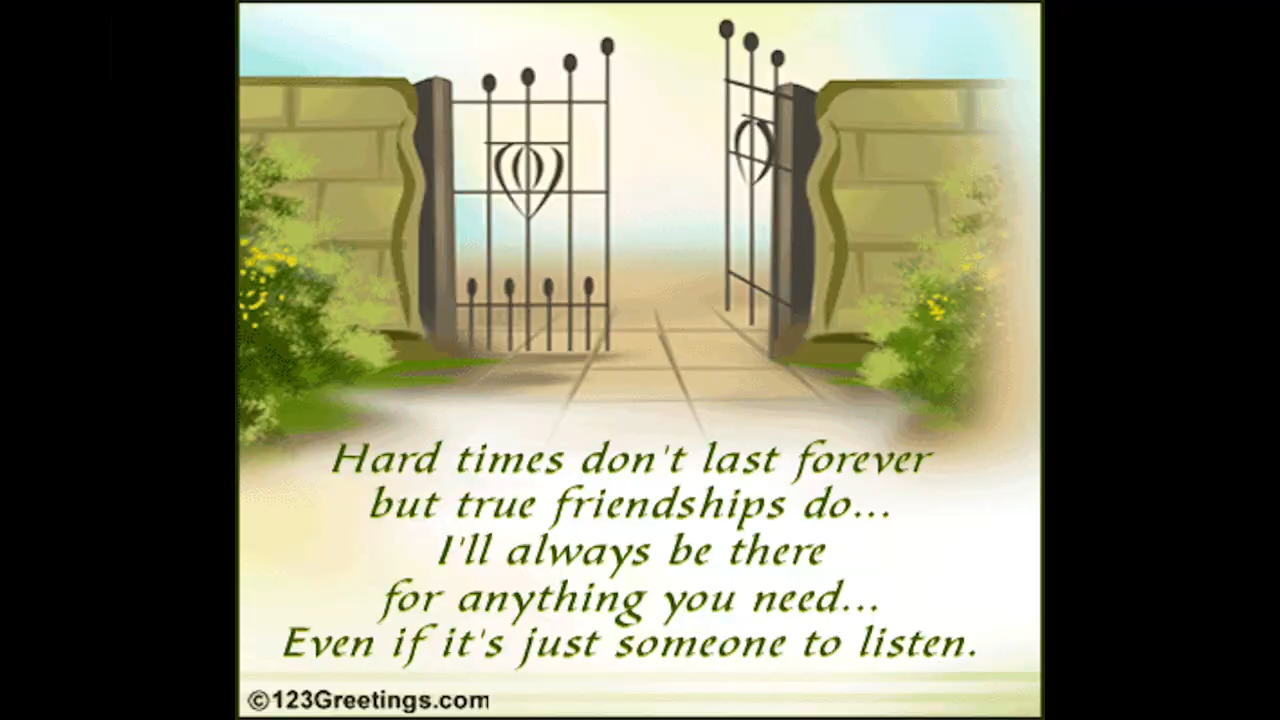 Hard times don't last forever
but true friendships do...
I'll always be there
for anything you need...
Even if it's just someone to listen.
©123Greetings.com